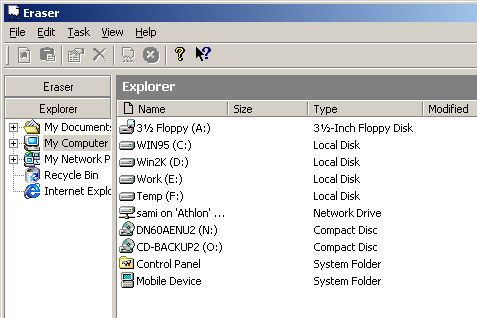 Eraser
File Edit Task View Help
Eraser
Explorer
My Document
My Computer
My Network P
Recycle Bin
Internet Explo
Explorer
Name Size Type Modified
3½ Floppy (A:) 3½-Inch Floppy Disk
WIN95 (C:) Local Disk
Win2K (D:) Local Disk
Work (E:) Local Disk
Temp (F:) Local Disk
sami on 'Athlon' ... Network Drive
DN60AENU2 (N:) Compact Disc
CD-BACKUP2 (O:) Compact Disc
Control Panel System Folder
Mobile Device System Folder